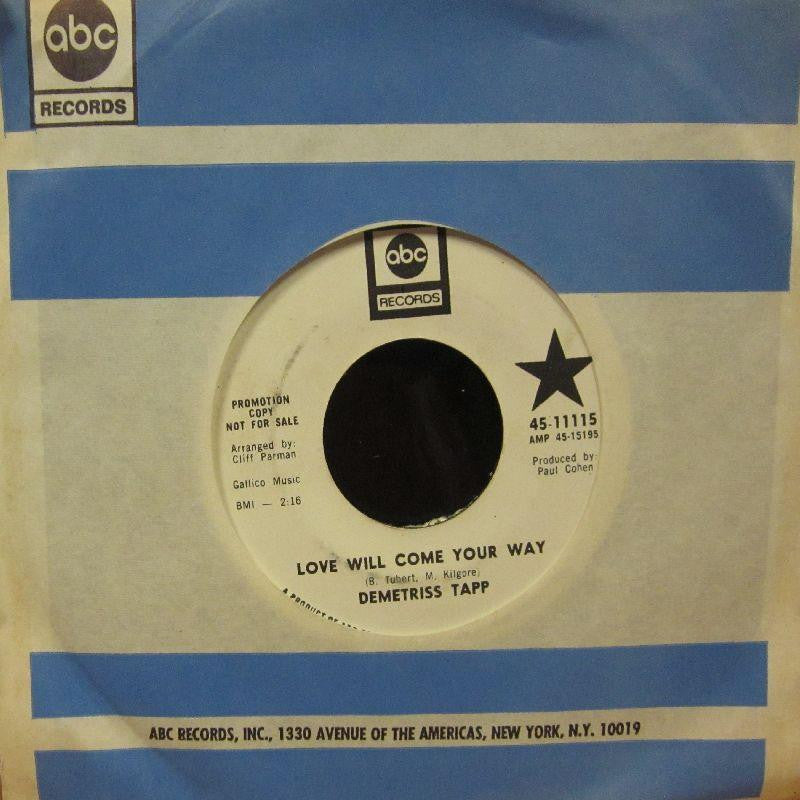 abc
RECORDS
abc
RECORDS
PROMOTION
COPY
NOT FOR SALE
Arranged by:
Cliff Parman
Gallico Music
BMI — 2:16
45-11115
AMP 45-15195
Produced by
Paul Cohen
LOVE WILL COME YOUR WAY
(B. Tubert, M. Kilgore)
DEMETRISS TAPP
A PRODUCT OF
ABC RECORDS, INC., 1330 AVENUE OF THE AMERICAS, NEW YORK, N.Y. 10019